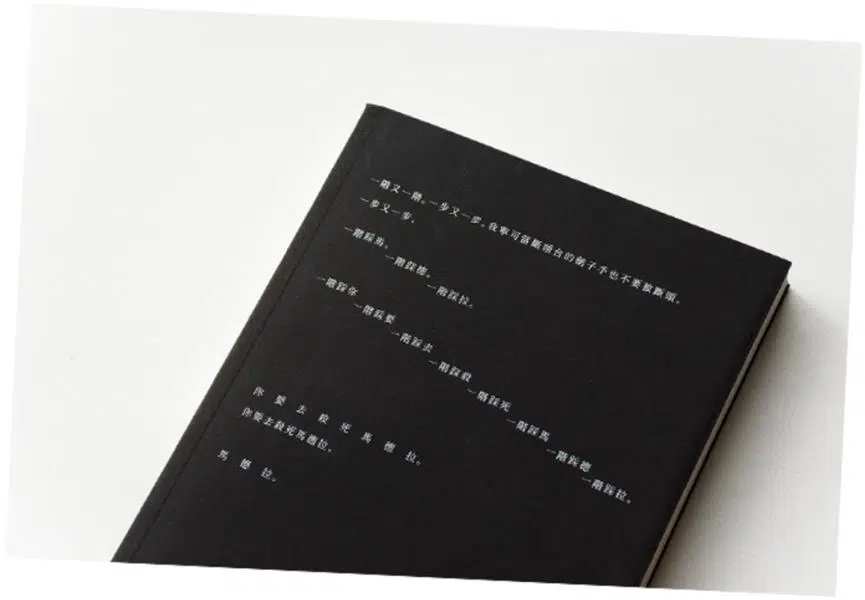 一階又一階。一步又一步。我寧可當斷頭台的劊子手也不要被斷頭。
一步又一步。
一階踩馬。
一階踩德。
一階踩拉。
一階踩你
一階踩要
一階踩去
一階踩殺
一階踩死
一階踩馬
一階踩德
一階踩拉。
你要去殺死馬德拉。
你要去殺死馬德拉。
馬德拉。